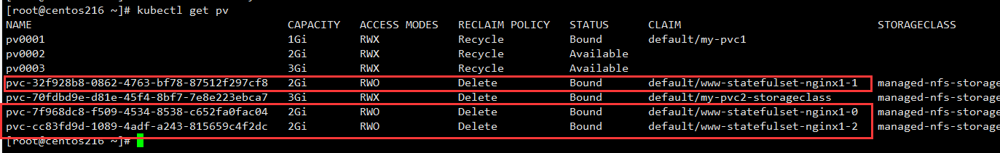 [root@centos216 ~]# kubectl get pv
NAME CAPACITY ACCESS MODES RECLAIM POLICY STATUS CLAIM STORAGECLASS
pv0001 1Gi RWX Recycle Bound default/my-pvc1
pv0002 2Gi RWX Recycle Available
pv0003 3Gi RWX Recycle Available
pvc-32f928b8-0862-4763-bf78-87512f297cf8 2Gi RWO Delete Bound default/www-statefulset-nginx1-1 managed-nfs-storage
pvc-70fdbd9e-d81e-45f4-8bf7-7e8e223ebca7 3Gi RWX Delete Bound default/my-pvc2-storageclass managed-nfs-storage
pvc-7f968dc8-f509-4534-8538-c652fa0fac04 2Gi RWO Delete Bound default/www-statefulset-nginx1-0 managed-nfs-storage
pvc-cc83fd9d-1089-4adf-a243-815659c4f2dc 2Gi RWO Delete Bound default/www-statefulset-nginx1-2 managed-nfs-storage
[root@centos216 ~]#